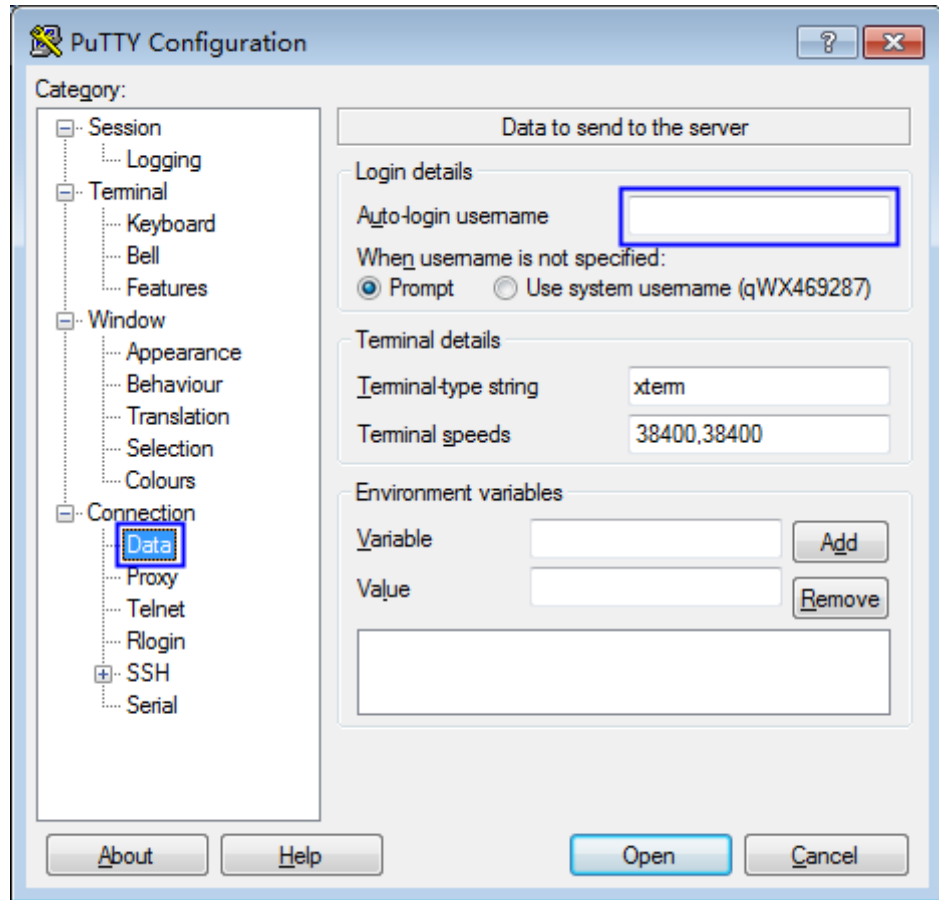 PuTTY Configuration
Category:
Session
Logging
Terminal
Keyboard
Bell
Features
Window
Appearance
Behaviour
Translation
Selection
Colours
Connection
Data
Proxy
Telnet
Rlogin
SSH
Serial
Data to send to the server
Login details
Auto-login username
When username is not specified:
Prompt Use system username (qWX469287)
Terminal details
Terminal-type string xterm
Terminal speeds 38400,38400
Environment variables
Variable Add
Value Remove
About Help Open Cancel